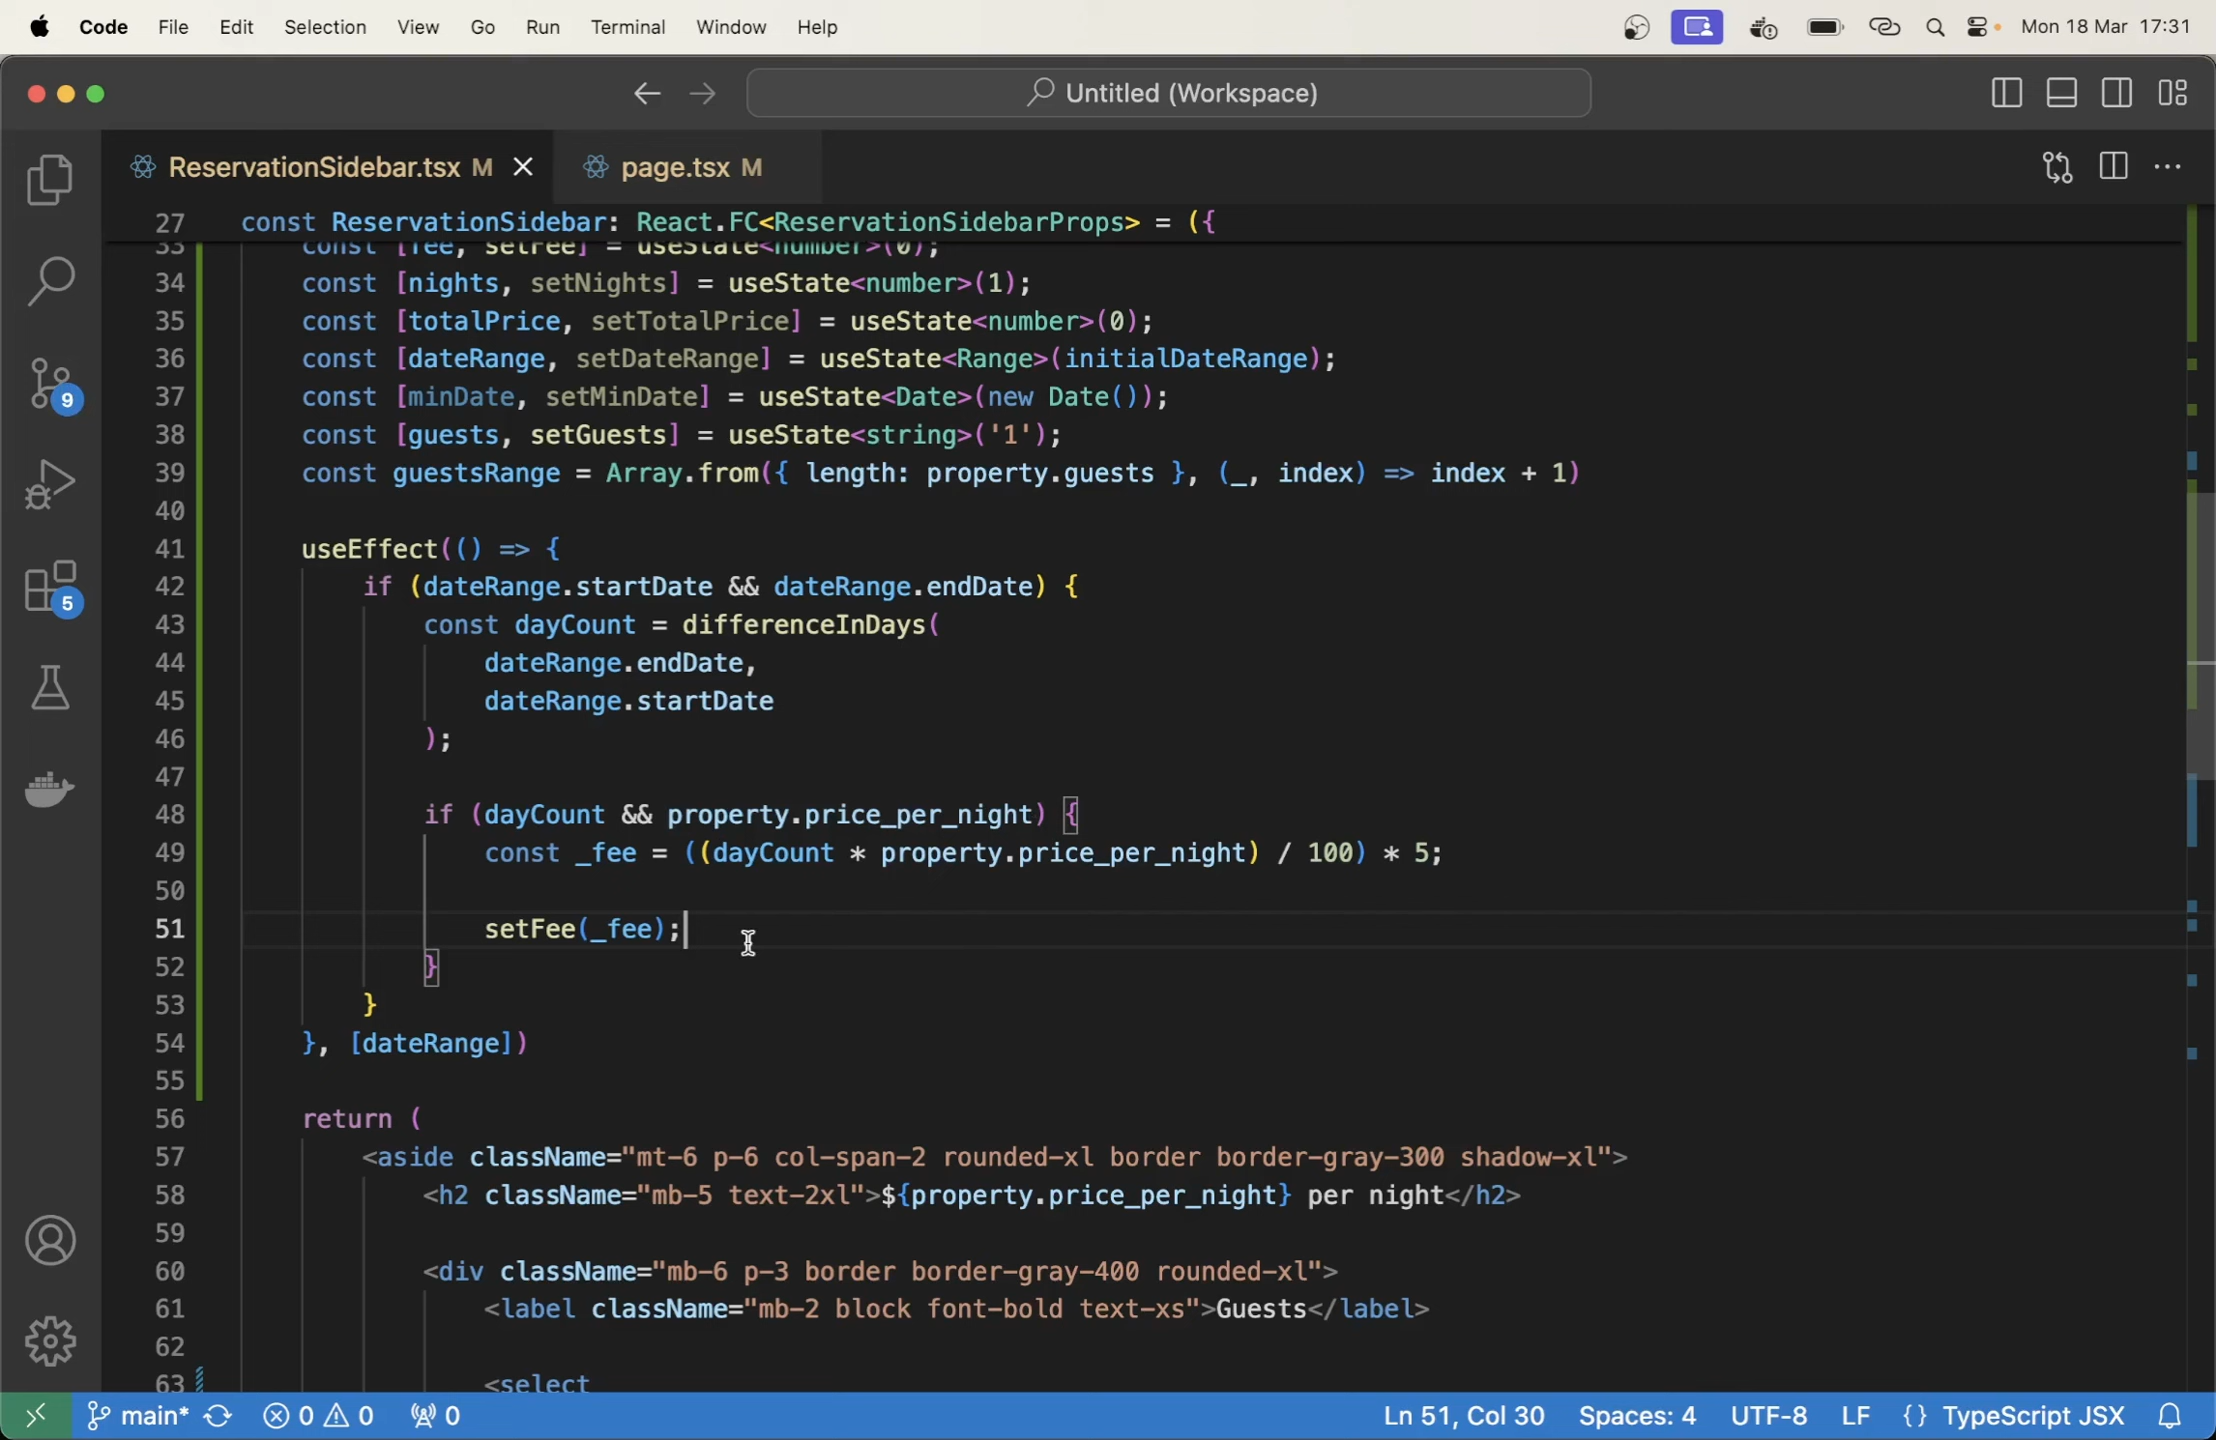 Code File Edit Selection View Go Run Terminal Window Help Mon 18 Mar 17:31
Untitled (Workspace)
ReservationSidebar.tsx M page.tsx M
27 const ReservationSidebar: React.FC<ReservationSidebarProps> = ({
33 const [fee, setFee] = useState<number>(0);
34 const [nights, setNights] = useState<number>(1);
35 const [totalPrice, setTotalPrice] = useState<number>(0);
36 const [dateRange, setDateRange] = useState<Range>(initialDateRange);
37 const [minDate, setMinDate] = useState<Date>(new Date());
38 const [guests, setGuests] = useState<string>('1');
39 const guestsRange = Array.from({ length: property.guests }, (_, index) => index + 1)
40
41 useEffect(() => {
42 if (dateRange.startDate && dateRange.endDate) {
43 const dayCount = differenceInDays(
44 dateRange.endDate,
45 dateRange.startDate
46 );
47
48 if (dayCount && property.price_per_night) {
49 const _fee = ((dayCount * property.price_per_night) / 100) * 5;
50
51 setFee(_fee);
52 }
53 }
54 }, [dateRange])
55
56 return (
57 <aside className="mt-6 p-6 col-span-2 rounded-xl border border-gray-300 shadow-xl">
58 <h2 className="mb-5 text-2xl">${property.price_per_night} per night</h2>
59
60 <div className="mb-6 p-3 border border-gray-400 rounded-xl">
61 <label className="mb-2 block font-bold text-xs">Guests</label>
62
63 <select
9
5
main* 0 0 0 Ln 51, Col 30 Spaces: 4 UTF-8 LF {} TypeScript JSX